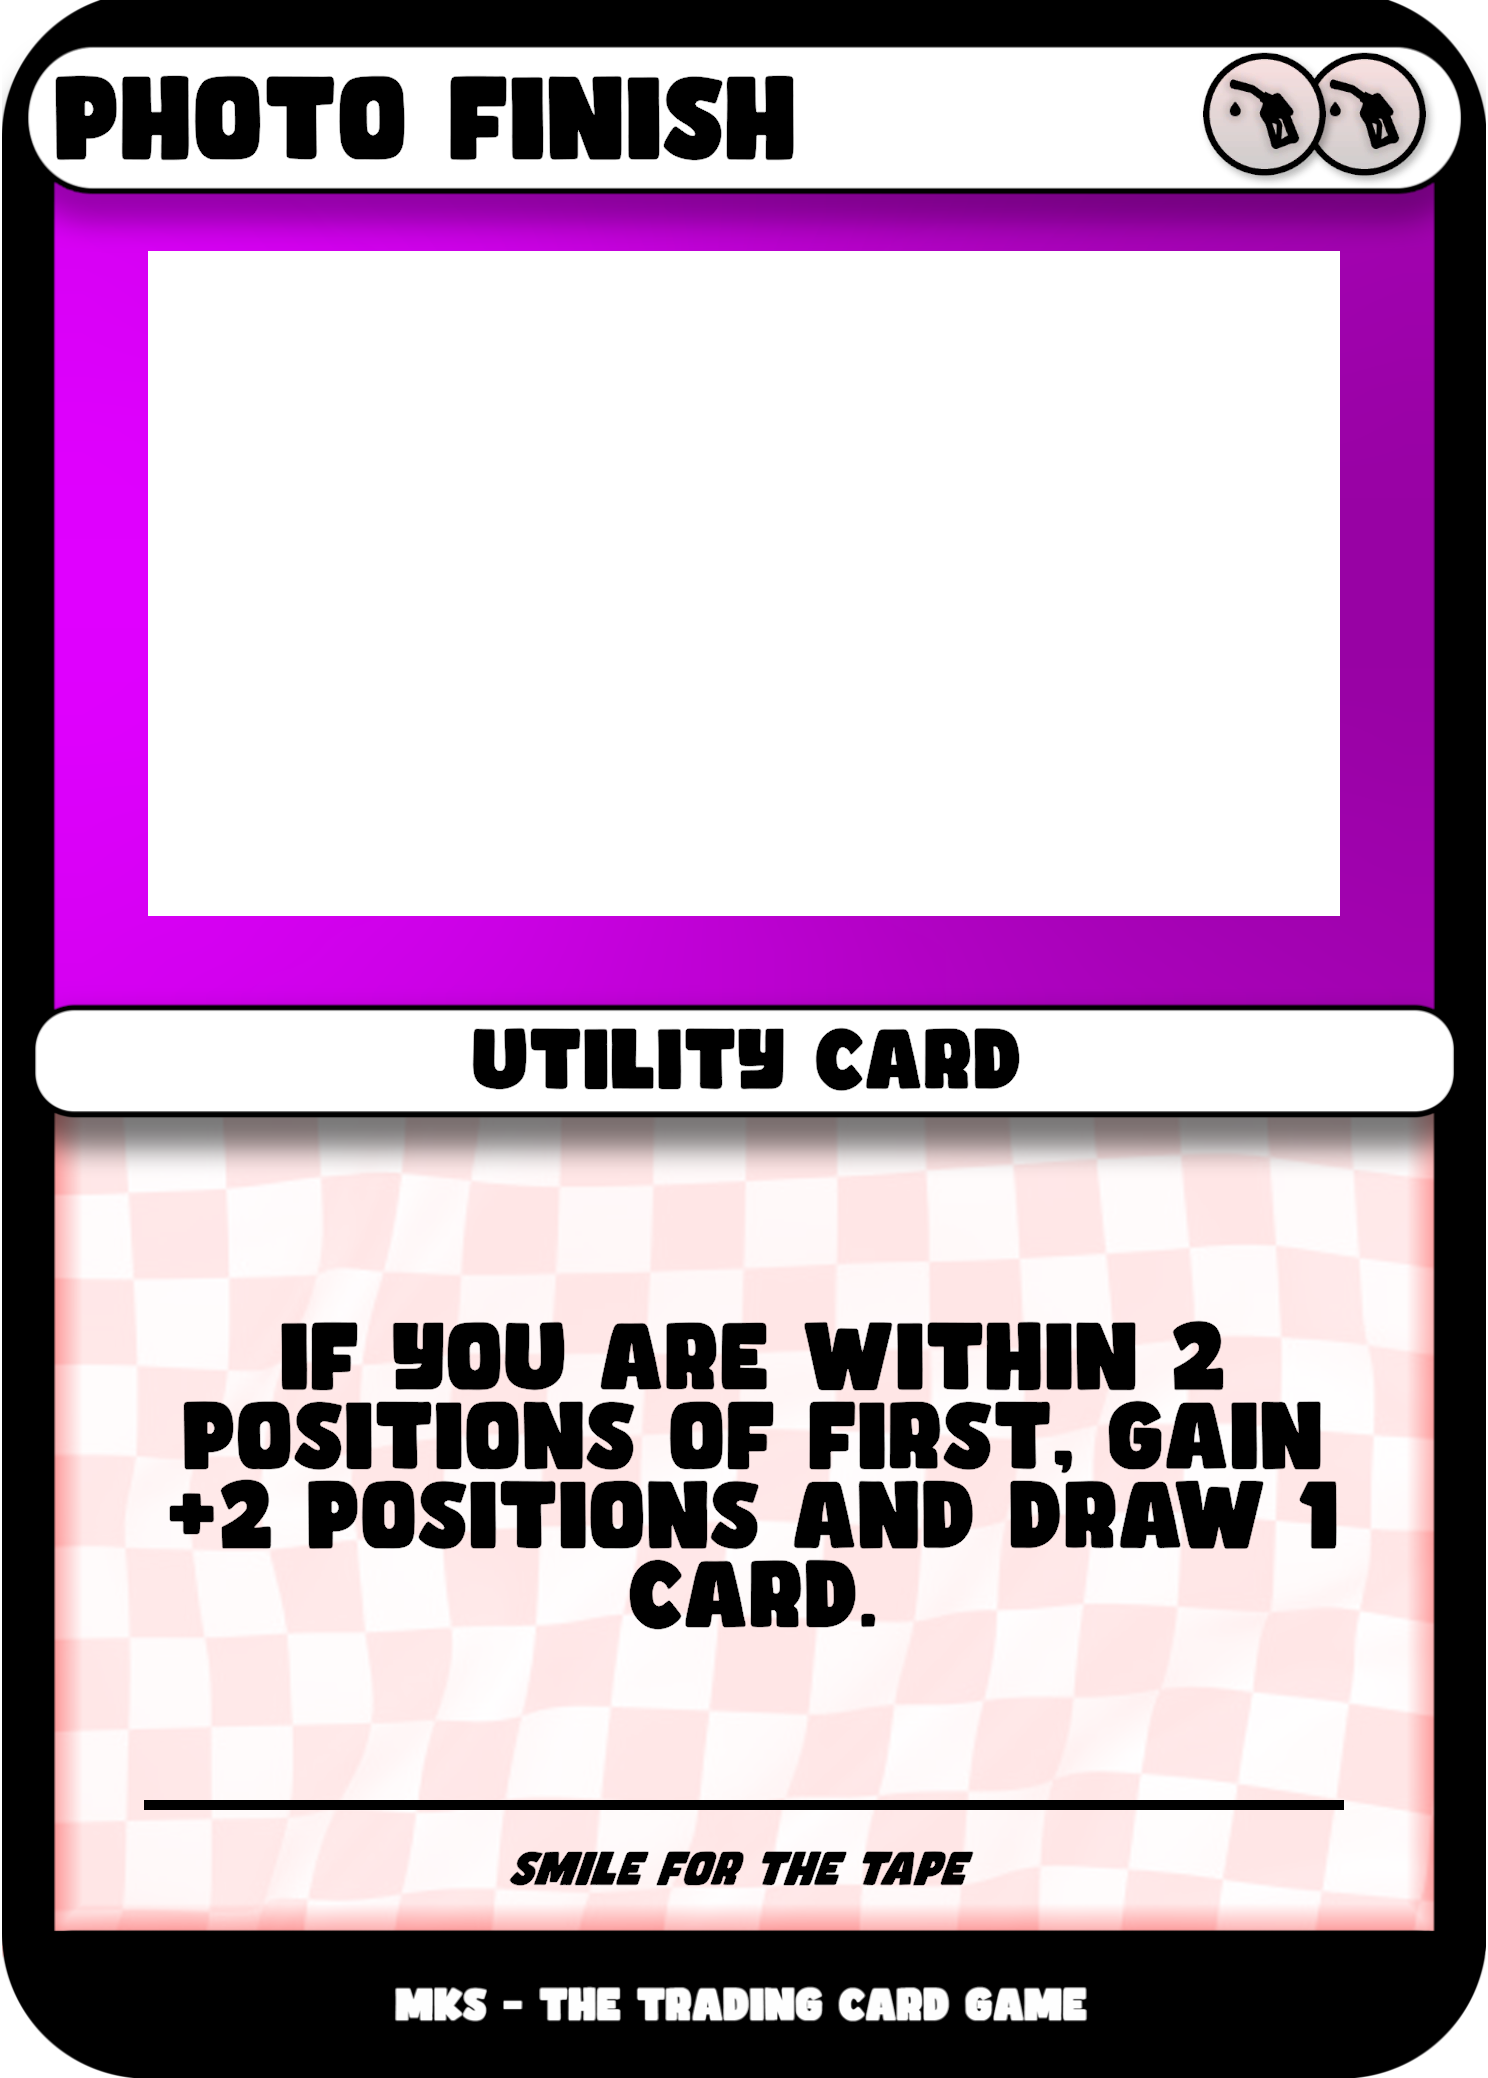 PHOTO FINISH
UTILITY CARD
IF YOU ARE WITHIN 2
POSITIONS OF FIRST, GAIN
+2 POSITIONS AND DRAW 1
CARD.
SMILE FOR THE TAPE
MKS - THE TRADING CARD GAME